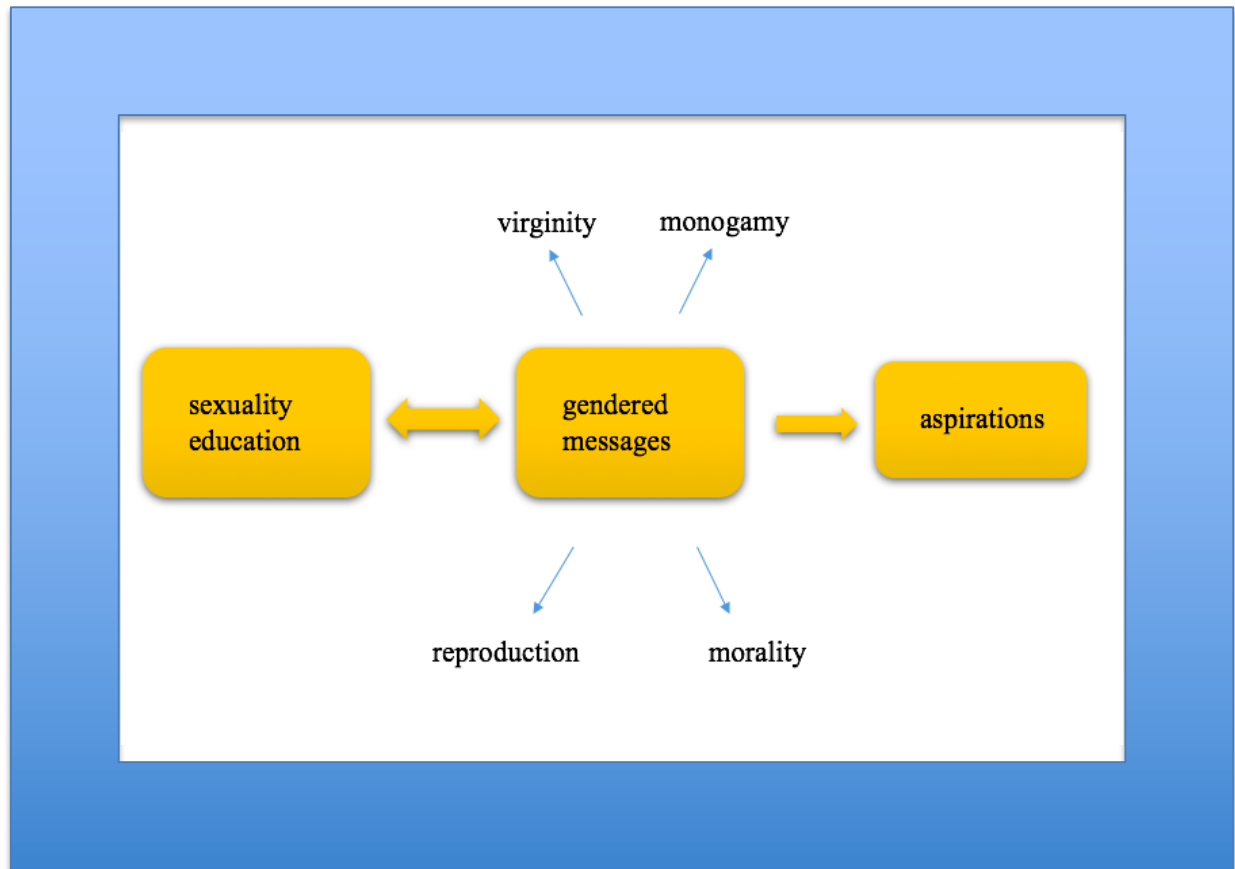 virginity monogamy
sexuality
education
gendered
messages
aspirations
reproduction morality